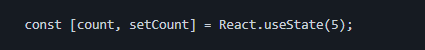 const [count, setCount] = React.useState(5);